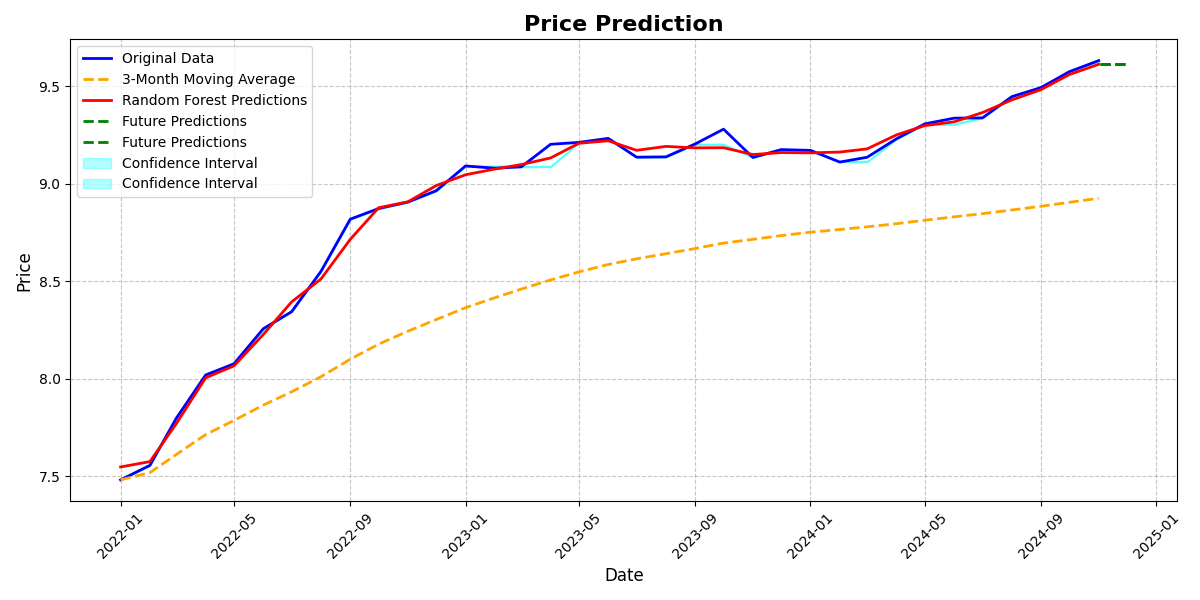 Price Prediction
Original Data
3-Month Moving Average
Random Forest Predictions
Future Predictions
Future Predictions
Confidence Interval
Confidence Interval
Price
9.5
9.0
8.5
8.0
7.5
2022-01
2022-05
2022-09
2023-01
2023-05
2023-09
2024-01
2024-05
2024-09
2025-01
Date